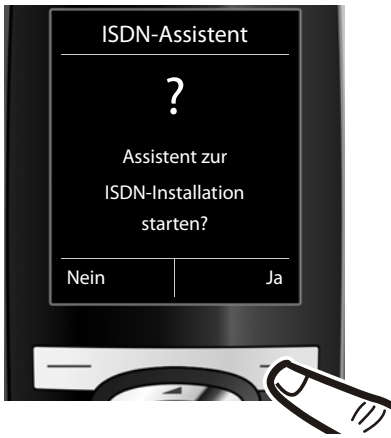 ISDN-Assistent
?
Assistent zur
ISDN-Installation
starten?
Nein Ja